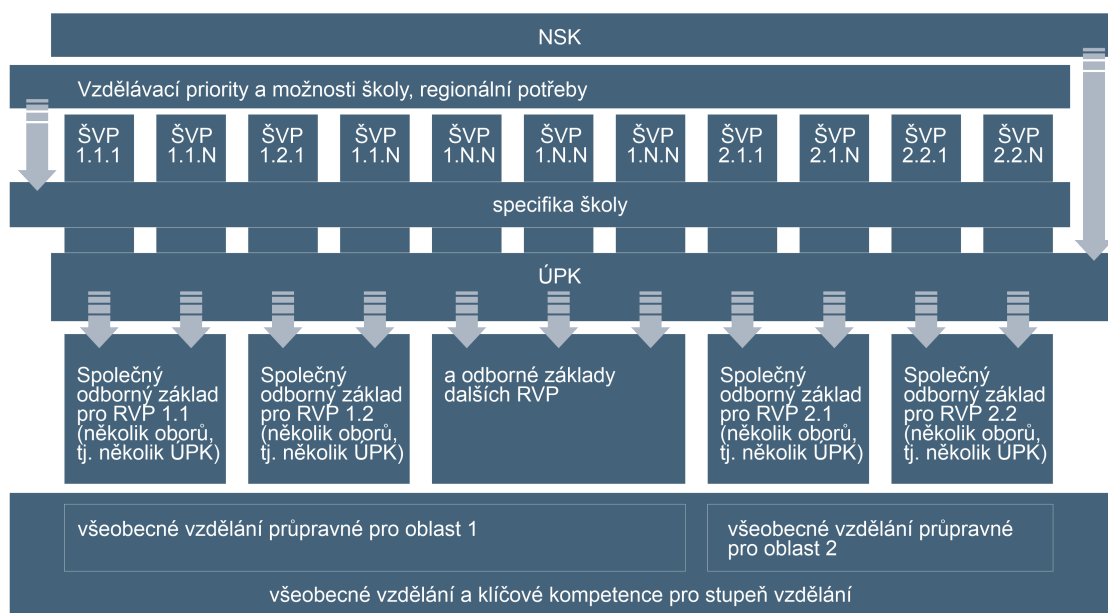 NSK
Vzdělávací priority a možnosti školy, regionální potřeby
ŠVP
1.1.1
ŠVP
1.1.N
ŠVP
1.2.1
ŠVP
1.1.N
ŠVP
1.N.N
ŠVP
1.N.N
ŠVP
1.N.N
ŠVP
2.1.1
ŠVP
2.1.N
ŠVP
2.2.1
ŠVP
2.2.N
specifika školy
ÚPK
Společný
odborný základ
pro RVP 1.1
(několik oborů,
tj. několik ÚPK)
Společný
odborný základ
pro RVP 1.2
(několik oborů,
tj. několik ÚPK)
a odborné základy
dalších RVP
Společný
odborný základ
pro RVP 2.1
(několik oborů,
tj. několik ÚPK)
Společný
odborný základ
pro RVP 2.2
(několik oborů,
tj. několik ÚPK)
všeobecné vzdělání průpravné pro oblast 1
všeobecné vzdělání průpravné
pro oblast 2
všeobecné vzdělání a klíčové kompetence pro stupeň vzdělání